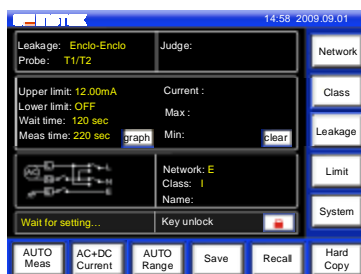 14:58 2009.09.01
Leakage: Enclo-Enclo
Probe: T1/T2
Judge:
Network
Upper limit: 12.00mA
Lower limit: OFF
Wait time: 120 sec
Meas time: 220 sec
graph
Current :
Max :
Min:
clear
Class
Leakage
Network: E
Class: I
Name:
Limit
Wait for setting...
Key unlock
System
AUTO Meas
AC+DC Current
AUTO Range
Save
Recall
Hard Copy